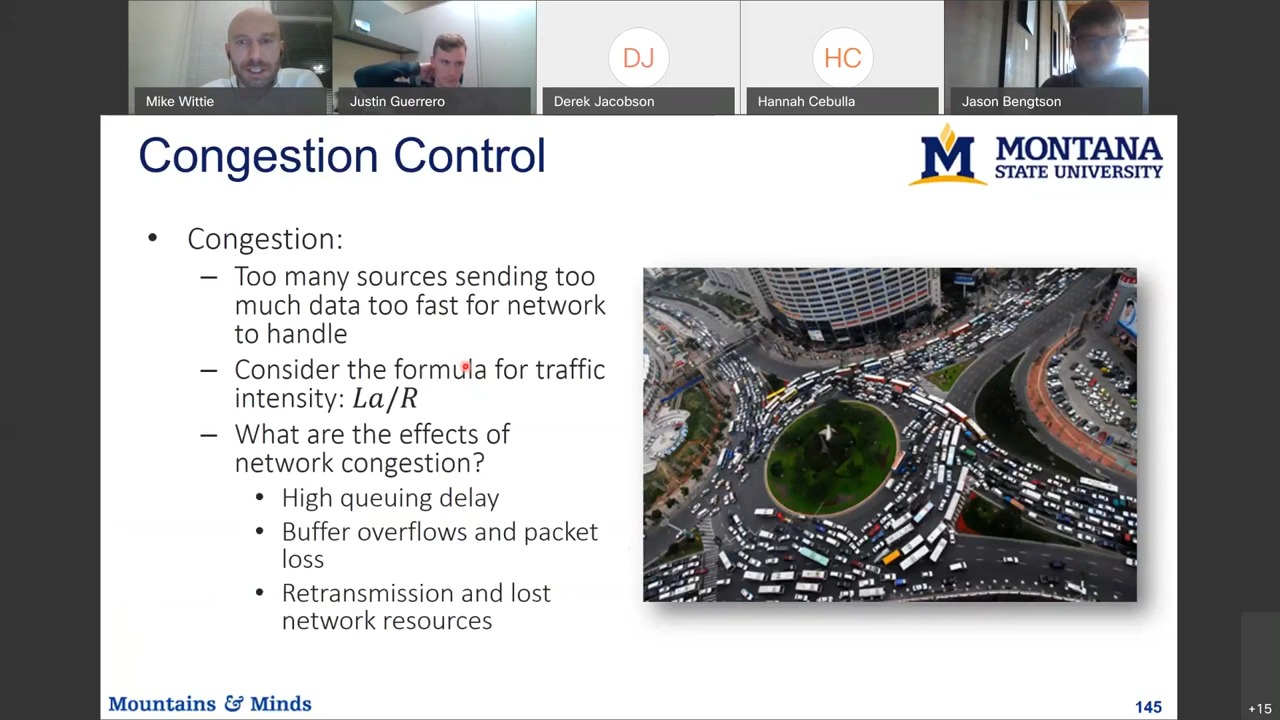 DJ
HC
Mike Wittie
Justin Guerrero
Derek Jacobson
Hannah Cebulla
Jason Bengtson
Congestion Control
M MONTANA
STATE UNIVERSITY
• Congestion:
– Too many sources sending too
much data too fast for network
to handle
– Consider the formula for traffic
intensity: La/R
– What are the effects of
network congestion?
• High queuing delay
• Buffer overflows and packet
loss
• Retransmission and lost
network resources
Mountains & Minds
145
+15